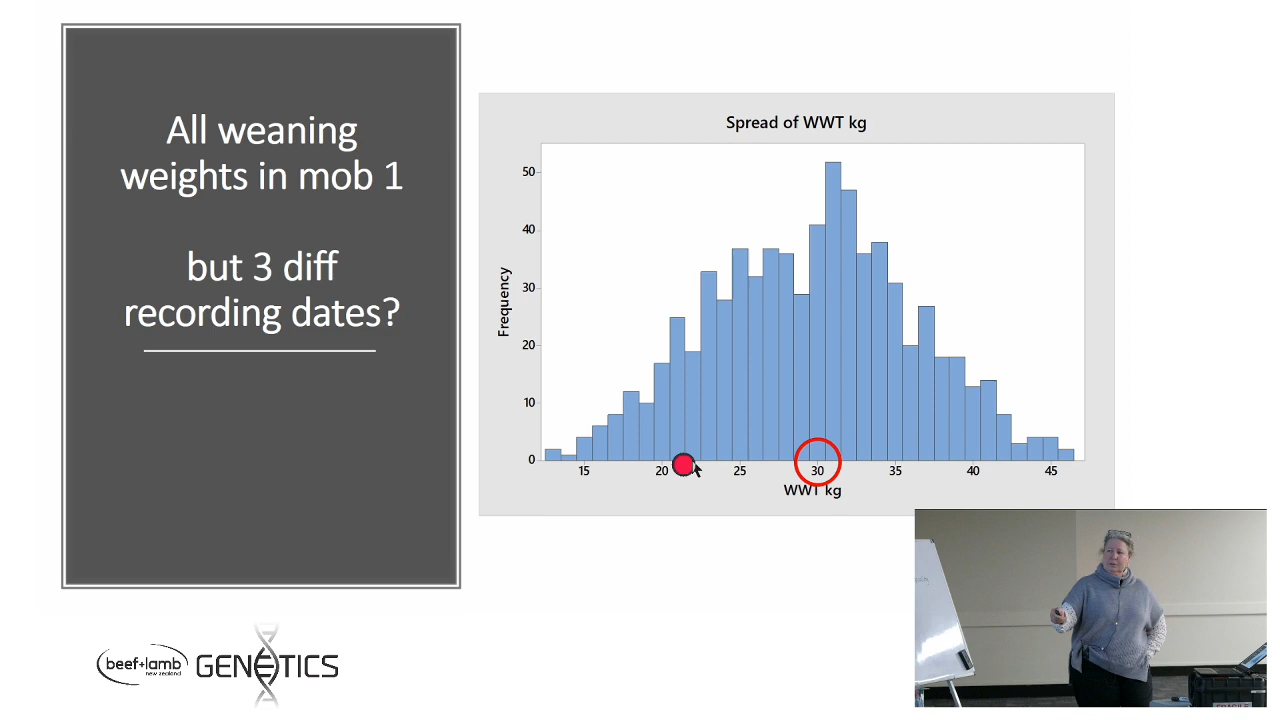 All weaning
weights in mob 1
but 3 diff
recording dates?
Spread of WWT kg
Frequency
50
40
30
20
10
0
15 20 25 30 35 40 45
WWT kg
beef+lamb
new zealand
GENETICS
FRAGILE